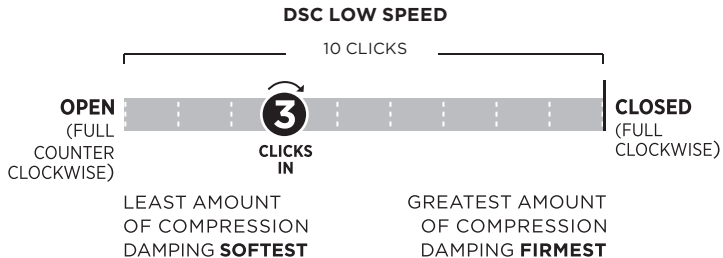 DSC LOW SPEED
10 CLICKS
OPEN
(FULL
COUNTER
CLOCKWISE)
3
CLICKS
IN
CLOSED
(FULL
CLOCKWISE)
LEAST AMOUNT
OF COMPRESSION
DAMPING SOFTEST
GREATEST AMOUNT
OF COMPRESSION
DAMPING FIRMEST